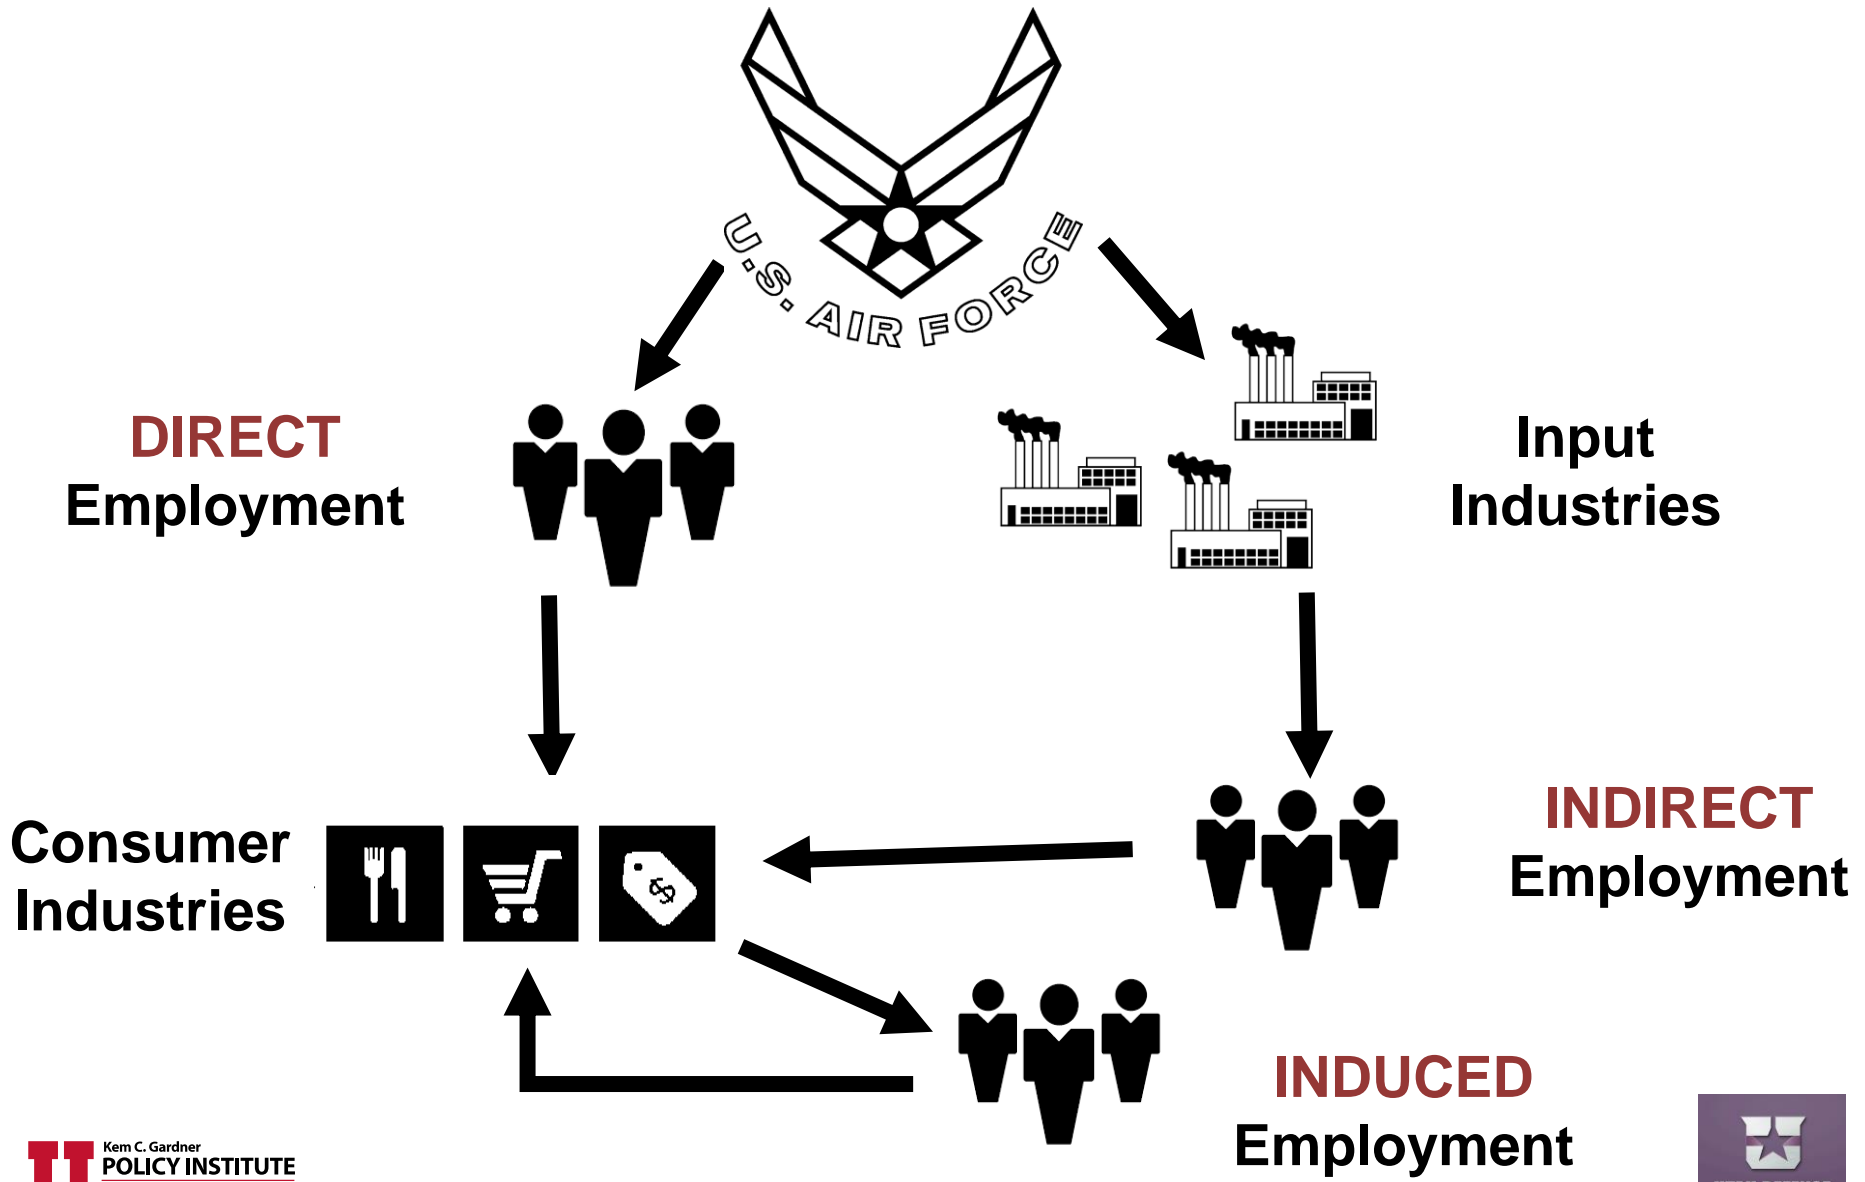 U.S. AIR FORCE
DIRECT
Employment
Input
Industries
Consumer
Industries
$
INDIRECT
Employment
INDUCED
Employment
Kem C. Gardner
POLICY INSTITUTE